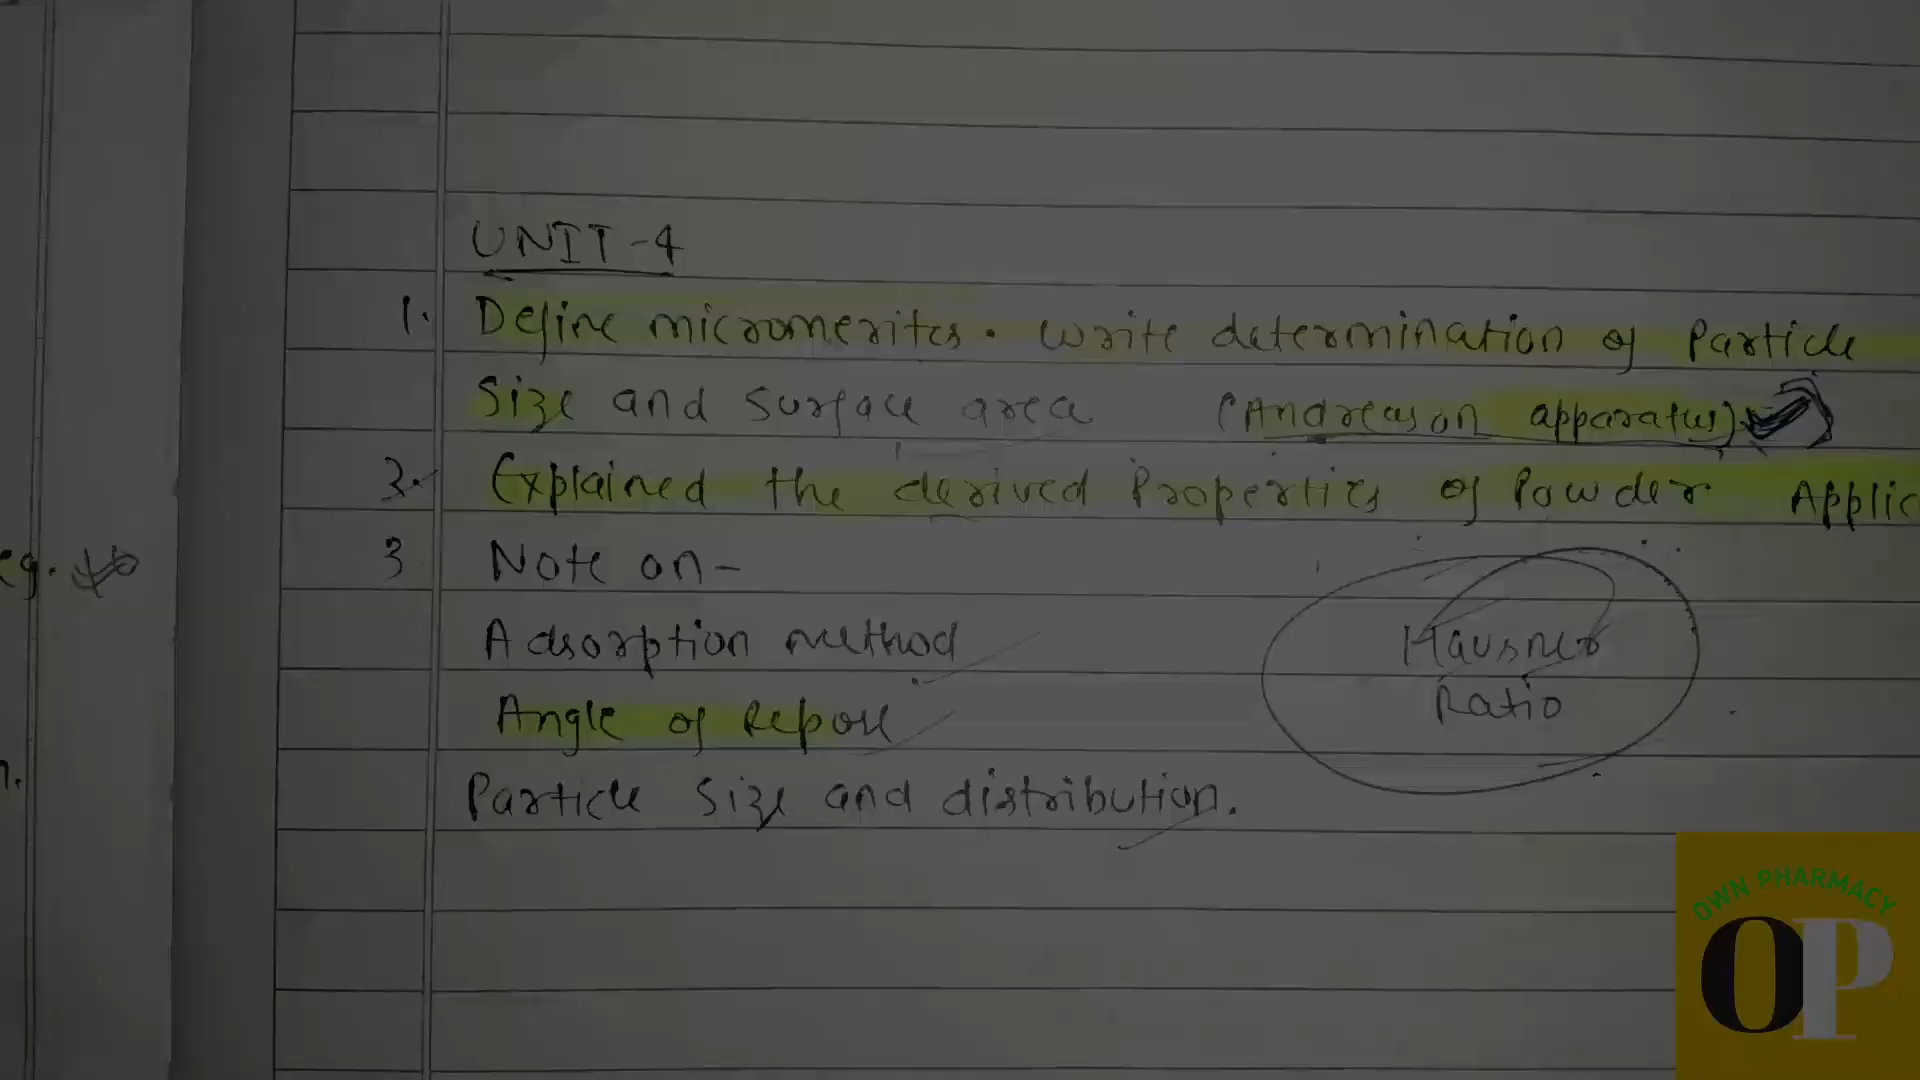 UNIT-4
1. Define micromerites. Write determination of Particle
Size and surface area (Andreason apparatus)
2. Explained the derived Properties of Powder Applic
eg.
3 Note on-
Adsorption method
Hausner
Angle of Repose
Ratio
Particle Size and distribution.
OWN PHARMACY
OP